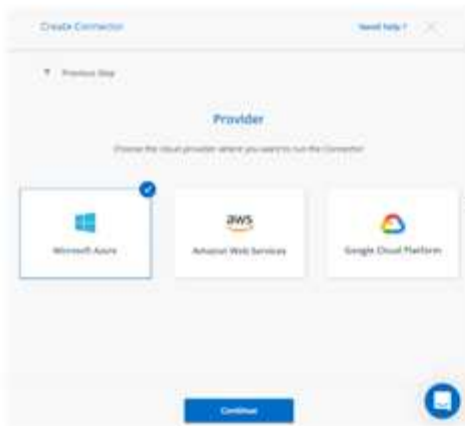 Create Connector
Need help?
Previous Step
Provider
Choose the cloud provider where you want to run the Connector
Microsoft Azure
aws
Amazon Web Services
Google Cloud Platform
Continue